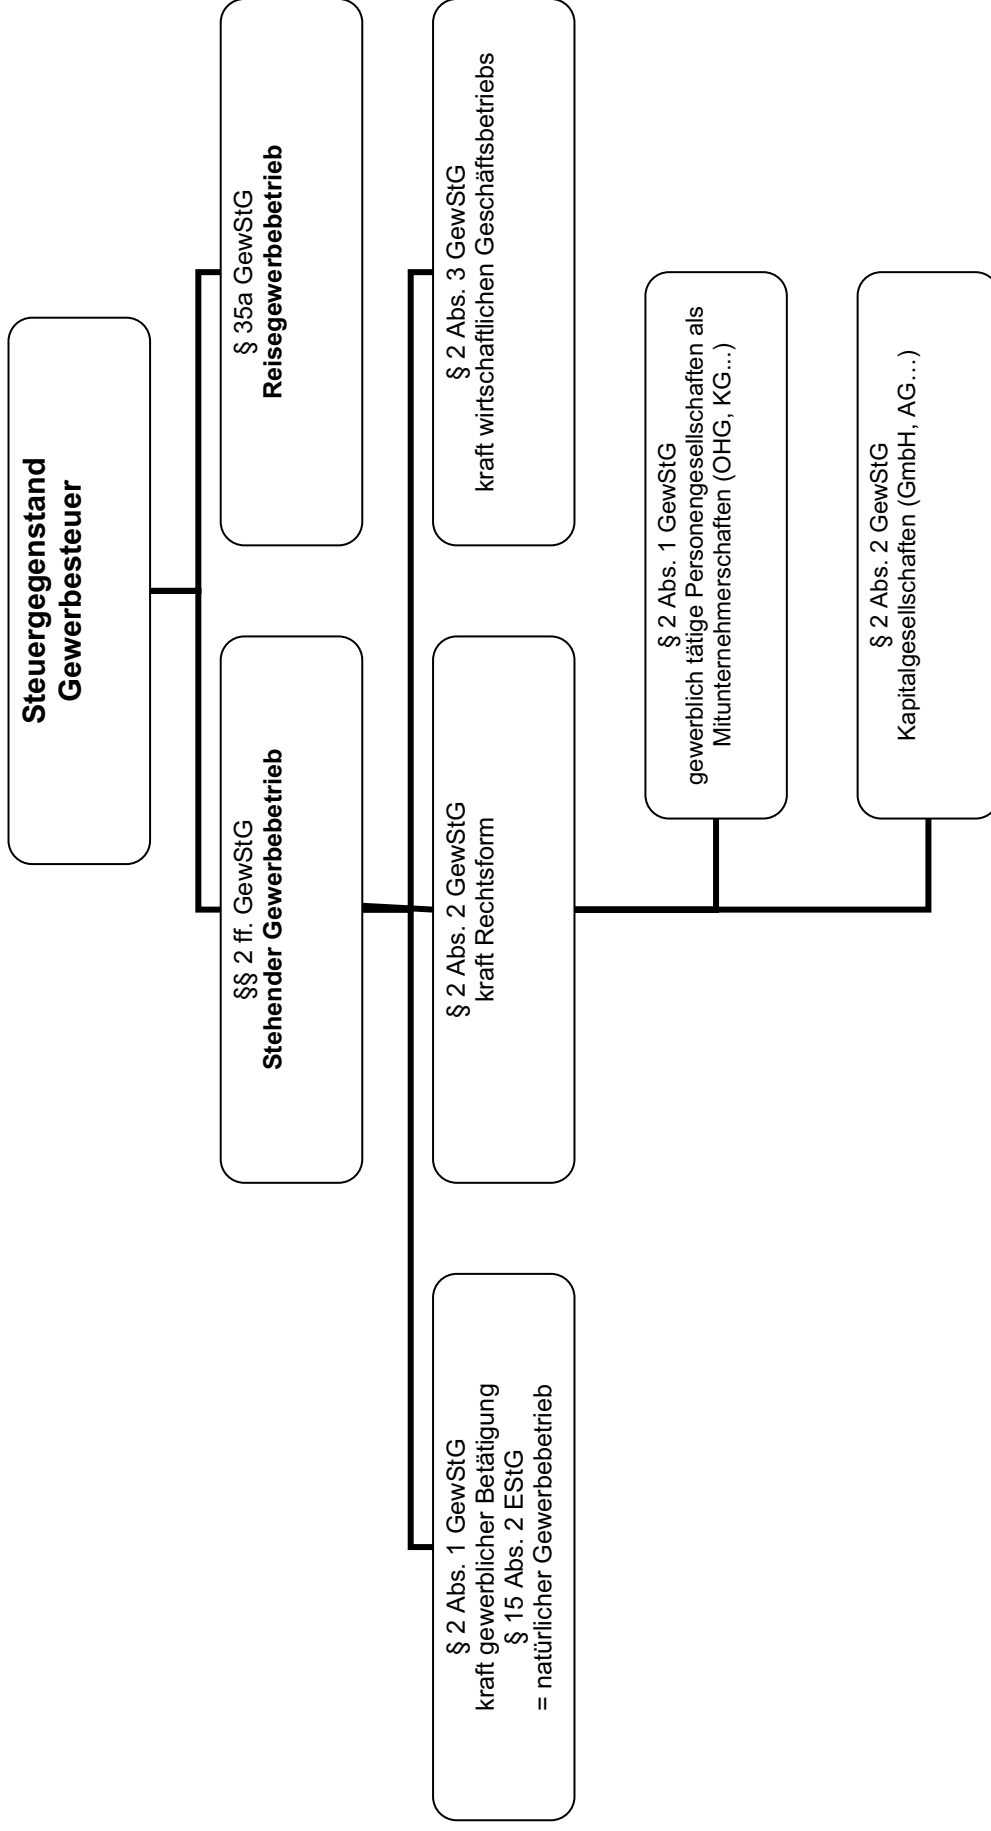 Steuergegenstand
Gewerbesteuer
§§ 2 ff. GewStG
Stehender Gewerbebetrieb
§ 35a GewStG
Reisegewerbebetrieb
§ 2 Abs. 1 GewStG
kraft gewerblicher Betätigung
§ 15 Abs. 2 EStG
= natürlicher Gewerbebetrieb
§ 2 Abs. 2 GewStG
kraft Rechtsform
§ 2 Abs. 3 GewStG
kraft wirtschaftlichen Geschäftsbetriebs
§ 2 Abs. 1 GewStG
gewerblich tätige Personengesellschaften als
Mitunternehmerschaften (OHG, KG...)
§ 2 Abs. 2 GewStG
Kapitalgesellschaften (GmbH, AG…)